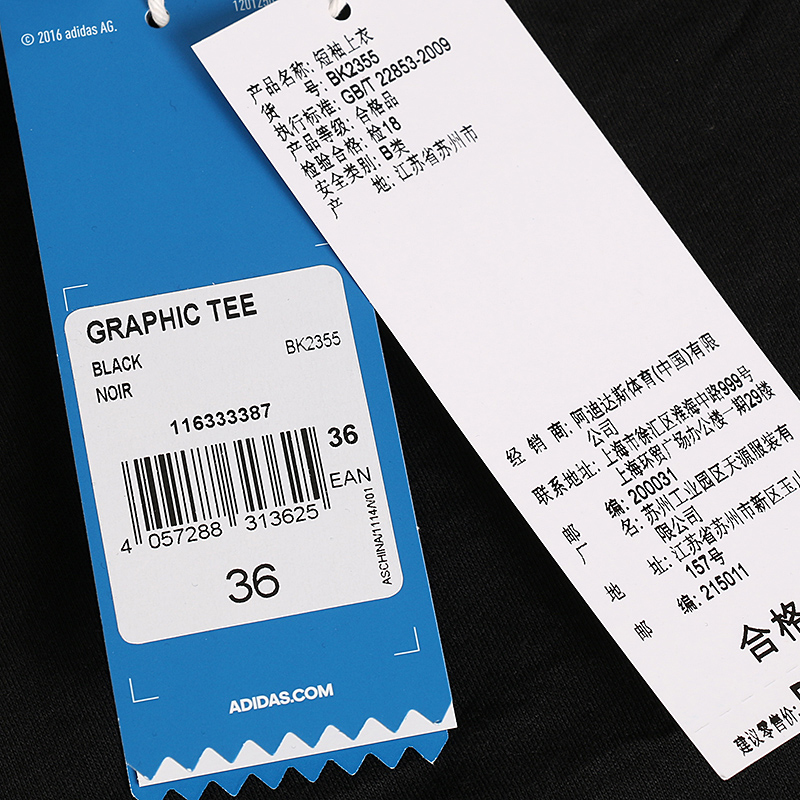 © 2016 adidas AG.
GRAPHIC TEE
BLACK
BK2355
NOIR
116333387
36
EAN
4 057288 313625
ASCHINA/1114/V01
36
ADIDAS.COM
产品名称: 短袖上衣
货 号: BK2355
执行标准: GB/T 22853-2009
产品等级: 合格品
检验合格: 检18
安全类别: B类
产 地: 江苏省苏州市
经 销 商: 阿迪达斯体育(中国)有限
公司
联系地址: 上海市徐汇区淮海中路999号
上海环贸广场办公楼一期29楼
邮 编: 200031
厂 名: 苏州工业园区天源服装有
限公司
地 址: 江苏省苏州市新区玉山
157号
邮 编: 215011
合格
建议零售价: